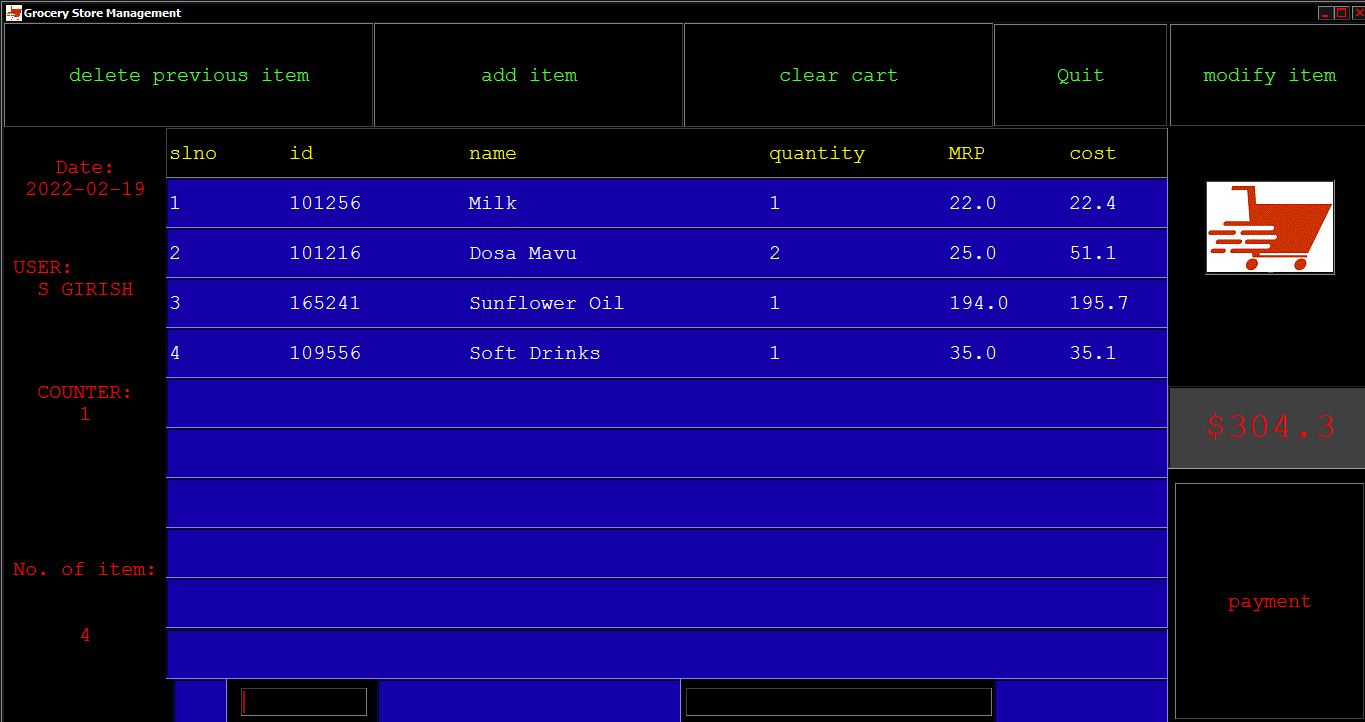 Grocery Store Management
delete previous item add item clear cart Quit modify item
Date:
2022-02-19
USER:
S GIRISH
COUNTER:
1
No. of item:
4
slno id name quantity MRP cost
1 101256 Milk 1 22.0 22.4
2 101216 Dosa Mavu 2 25.0 51.1
3 165241 Sunflower Oil 1 194.0 195.7
4 109556 Soft Drinks 1 35.0 35.1
$304.3
payment